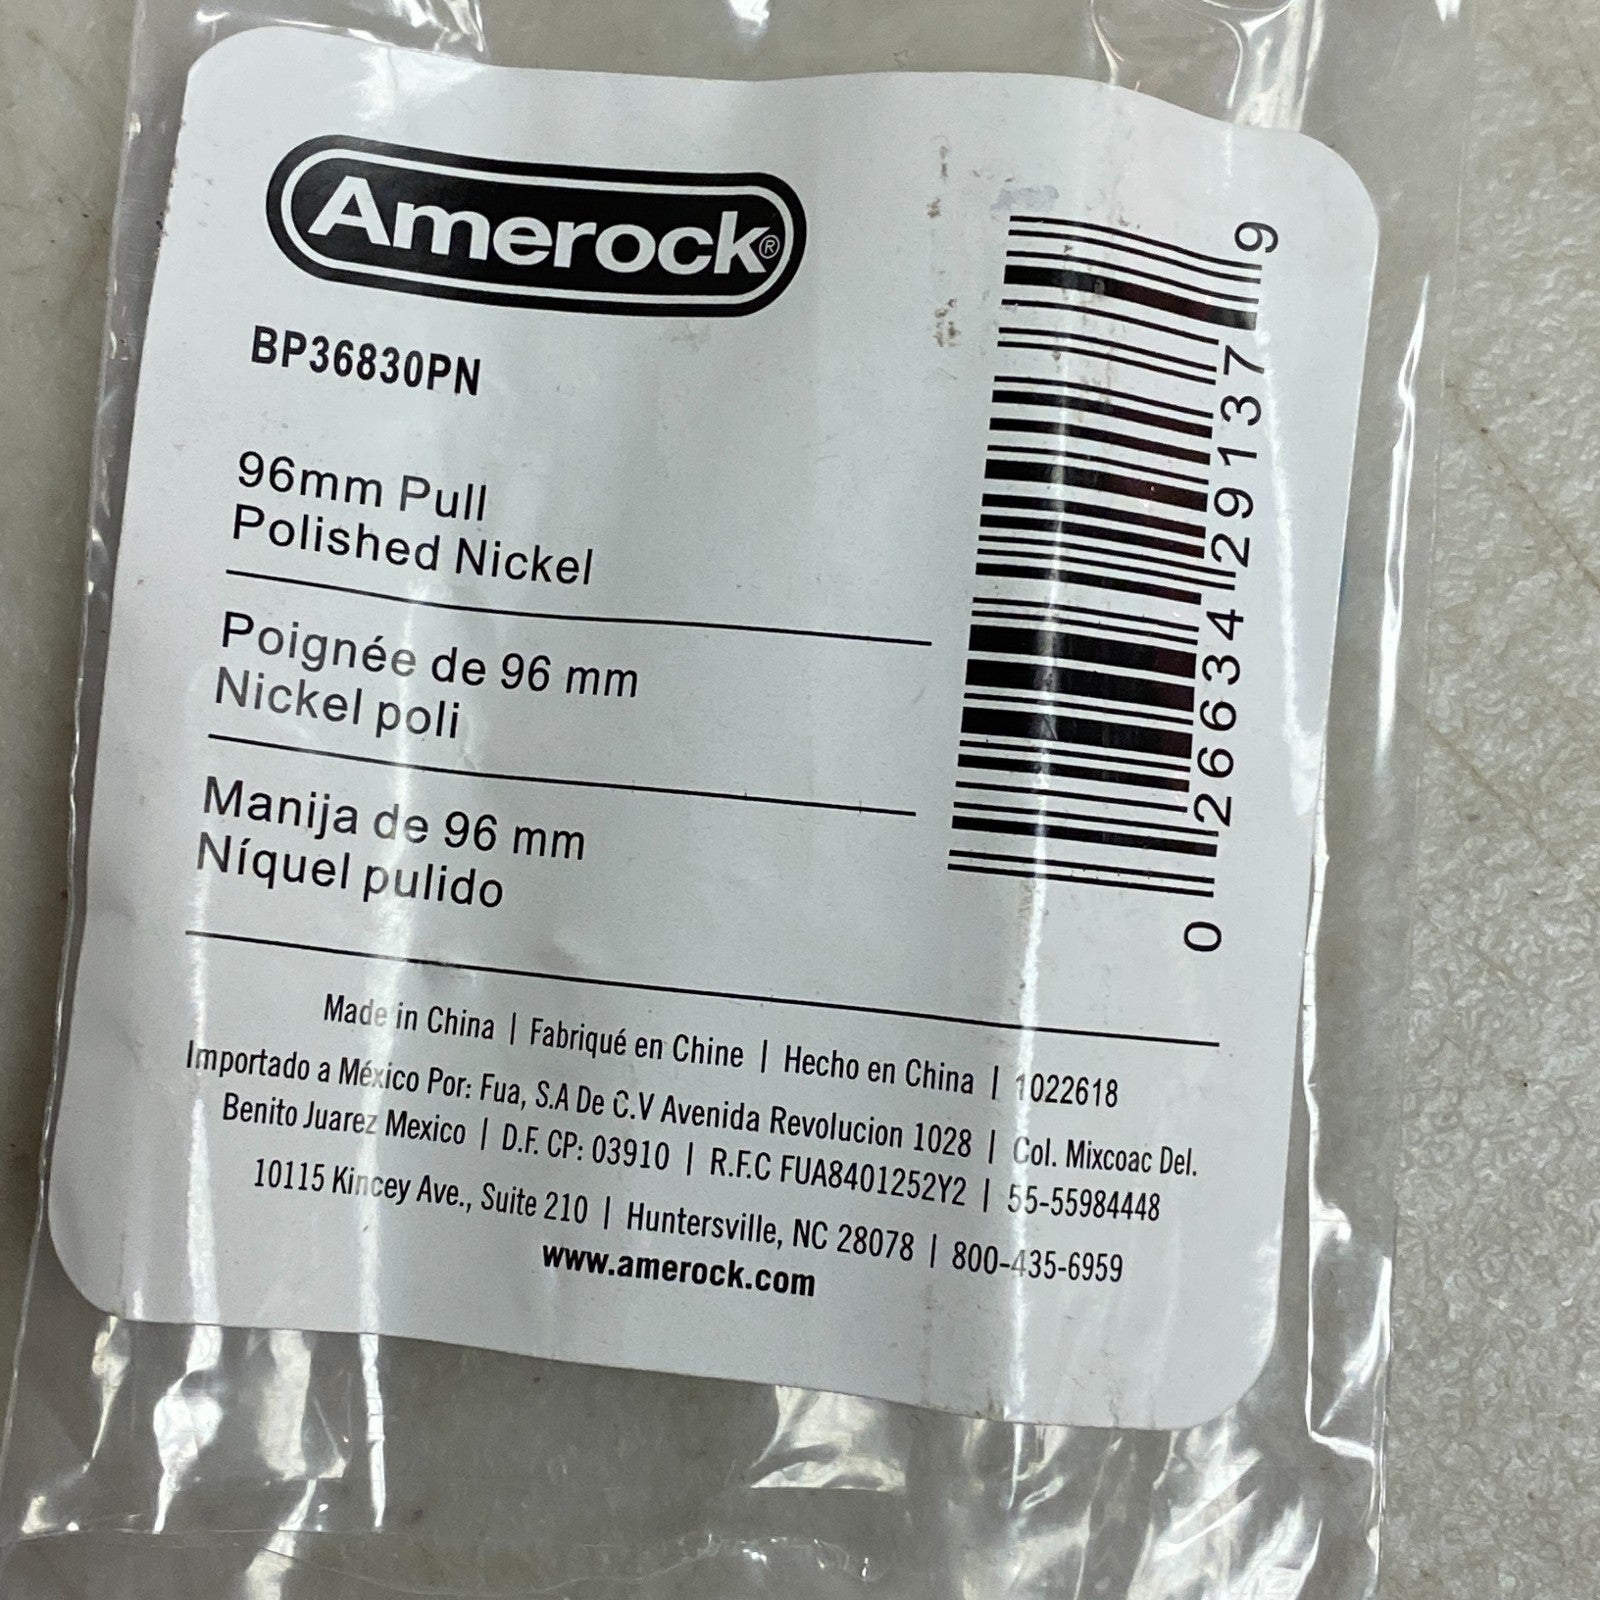 Amerock®
BP36830PN
96mm Pull
Polished Nickel
Poignée de 96 mm
Nickel poli
Manija de 96 mm
Níquel pulido
0 26634 29137 9
Made in China | Fabriqué en Chine | Hecho en China | 1022618
Importado a México Por: Fua, S.A De C.V Avenida Revolucion 1028 | Col. Mixcoac Del.
Benito Juarez Mexico | D.F. CP: 03910 | R.F.C FUA8401252Y2 | 55-55984448
10115 Kincey Ave., Suite 210 | Huntersville, NC 28078 | 800-435-6959
www.amerock.com